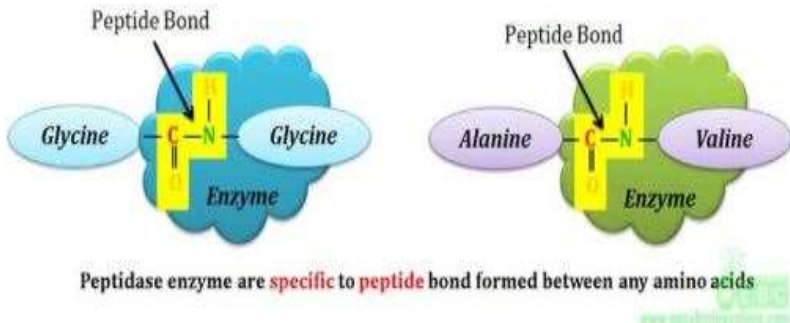 Peptide Bond
Peptide Bond
H
H
Glycine
C
N
Glycine
Alanine
C
N
Valine
O
O
Enzyme
Enzyme
Peptidase enzyme are specific to peptide bond formed between any amino acids